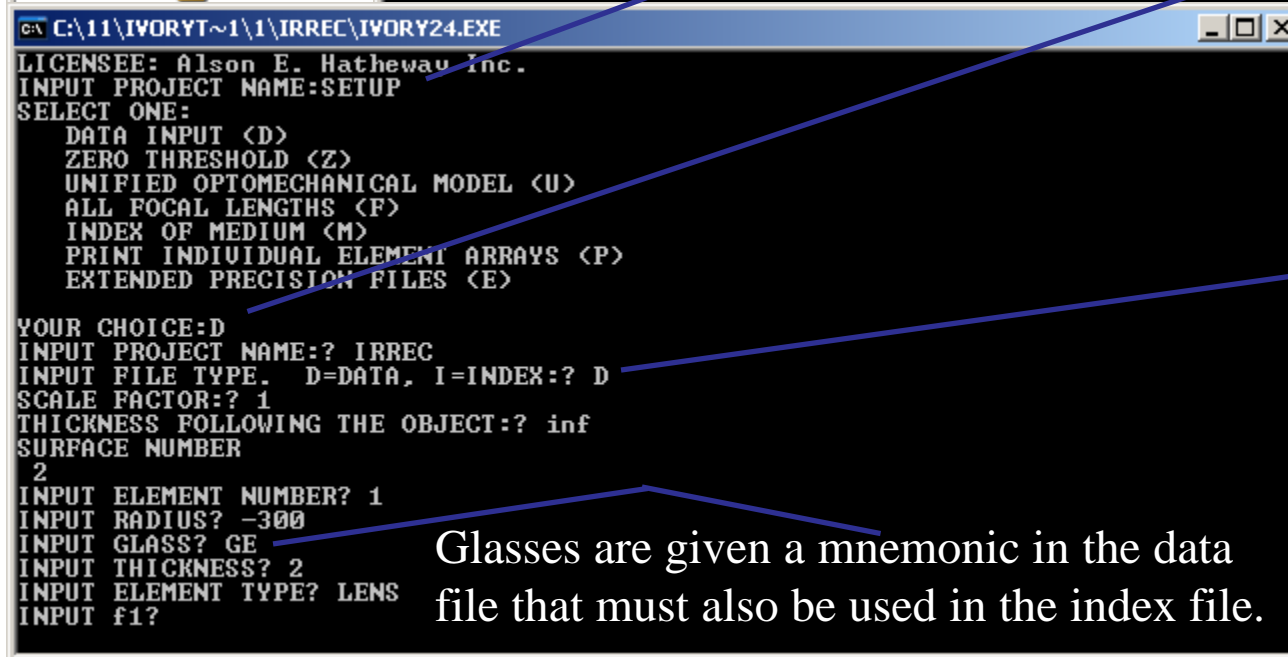 C:\11\IVORYT~1\1\IRREC\IVORY24.EXE
LICENSEE: Alson E. Hatheway Inc.
INPUT PROJECT NAME:SETUP
SELECT ONE:
DATA INPUT (D)
ZERO THRESHOLD (Z)
UNIFIED OPTOMECHANICAL MODEL (U)
ALL FOCAL LENGTHS (F)
INDEX OF MEDIUM (M)
PRINT INDIVIDUAL ELEMENT ARRAYS (P)
EXTENDED PRECISION FILES (E)
YOUR CHOICE:D
INPUT PROJECT NAME:? IRREC
INPUT FILE TYPE.  D=DATA, I=INDEX:? D
SCALE FACTOR:? 1
THICKNESS FOLLOWING THE OBJECT:? inf
SURFACE NUMBER
2
INPUT ELEMENT NUMBER? 1
INPUT RADIUS? -300
INPUT GLASS? GE
INPUT THICKNESS? 2
INPUT ELEMENT TYPE? LENS
INPUT f1?
Glasses are given a mnemonic in the data
file that must also be used in the index file.